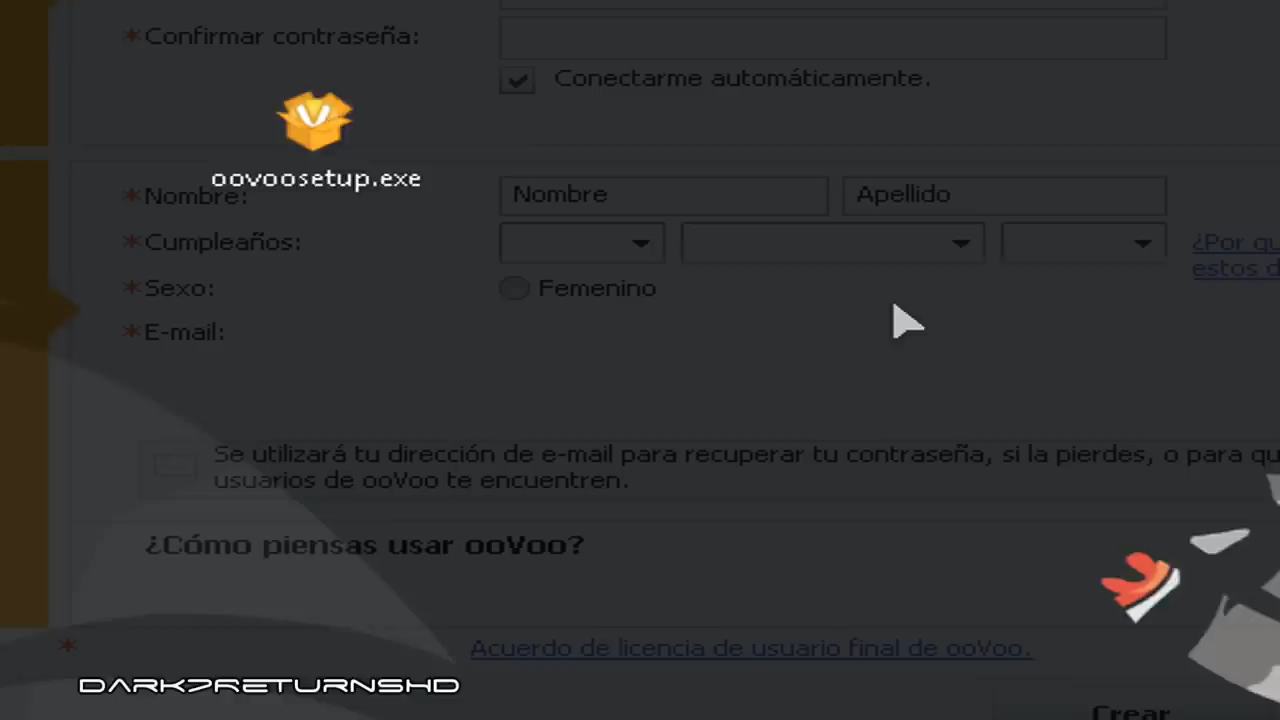 *Confirmar contraseña:
Conectarme automáticamente.
oovoosetup.exe
*Nombre:
Nombre
Apellido
*Cumpleaños:
¿Por qu
estos d
*Sexo:
Femenino
*E-mail:
Se utilizará tu dirección de e-mail para recuperar tu contraseña, si la pierdes, o para qu
usuarios de ooVoo te encuentren.
¿Cómo piensas usar ooVoo?
*
Acuerdo de licencia de usuario final de ooVoo.
DARK7RETURNSHD
Crear